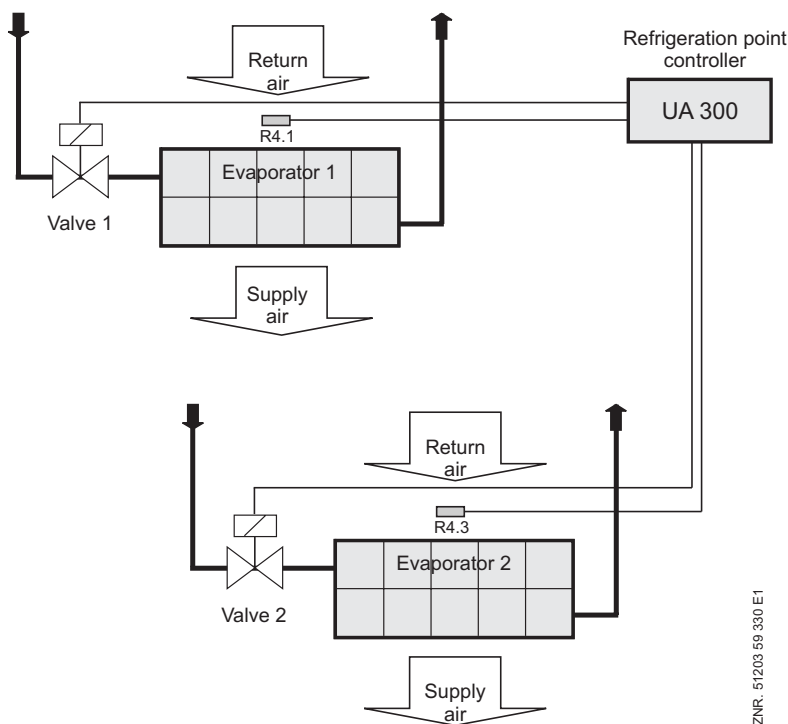 Refrigeration point
controller
UA 300
Return
air
R4.1
Evaporator 1
Valve 1
Supply
air
Return
air
R4.3
Evaporator 2
Valve 2
Supply
air
ZNR. 51203 59 330 E1